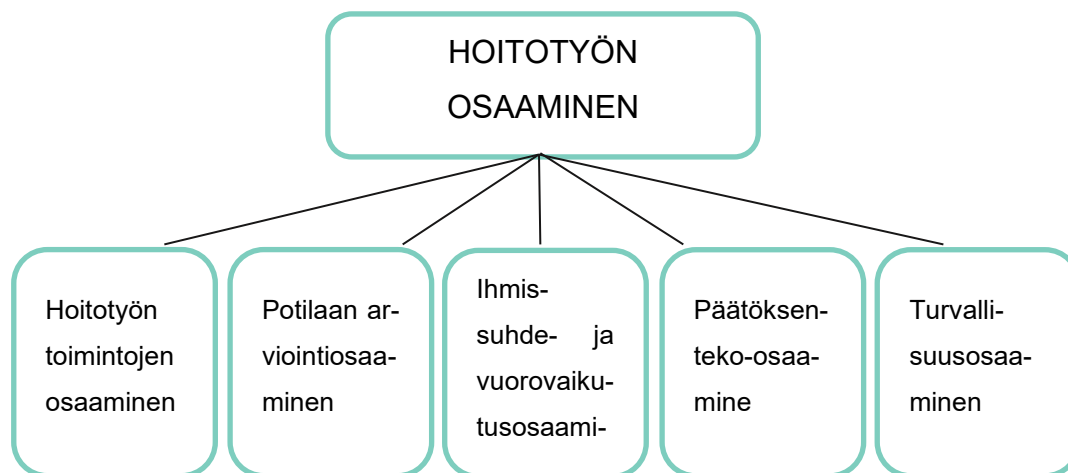 HOITOTYÖN
OSAAMINEN
Hoitotyön
toimintojen
osaaminen
Potilaan ar-
viointiosaa-
minen
Ihmis-
suhde- ja
vuorovaiku-
tusosaami-
Päätöksen-
teko-osaa-
mine
Turvalli-
suusosaa-
minen